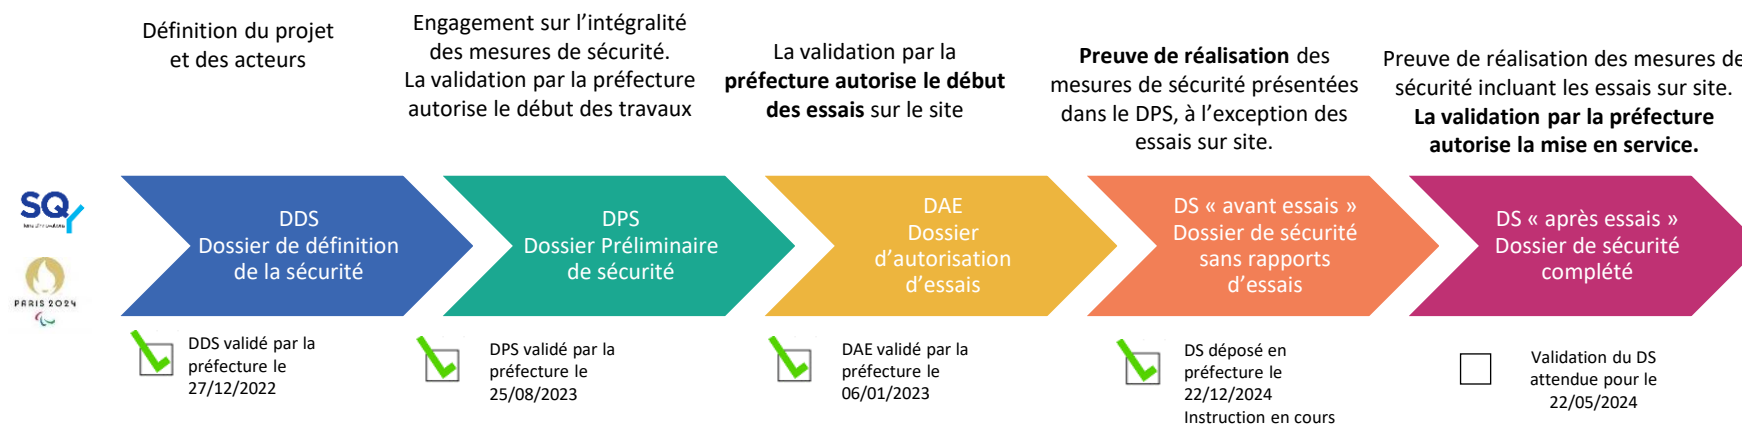 Définition du projet
et des acteurs
Engagement sur l’intégralité
des mesures de sécurité.
La validation par la préfecture
autorise le début des travaux
La validation par la
préfecture autorise le début
des essais sur le site
Preuve de réalisation des
mesures de sécurité présentées
dans le DPS, à l’exception des
essais sur site.
Preuve de réalisation des mesures de
sécurité incluant les essais sur site.
La validation par la préfecture
autorise la mise en service.
SQY
PARIS 2024
DDS
Dossier de définition
de la sécurité
DPS
Dossier Préliminaire
de sécurité
DAE
Dossier
d’autorisation
d’essais
DS « avant essais »
Dossier de sécurité
sans rapports
d’essais
DS « après essais »
Dossier de sécurité
complété
DDS validé par la
préfecture le
27/12/2022
DPS validé par la
préfecture le
25/08/2023
DAE validé par la
préfecture le
06/01/2023
DS déposé en
préfecture le
22/12/2024
Instruction en cours
Validation du DS
attendue pour le
22/05/2024